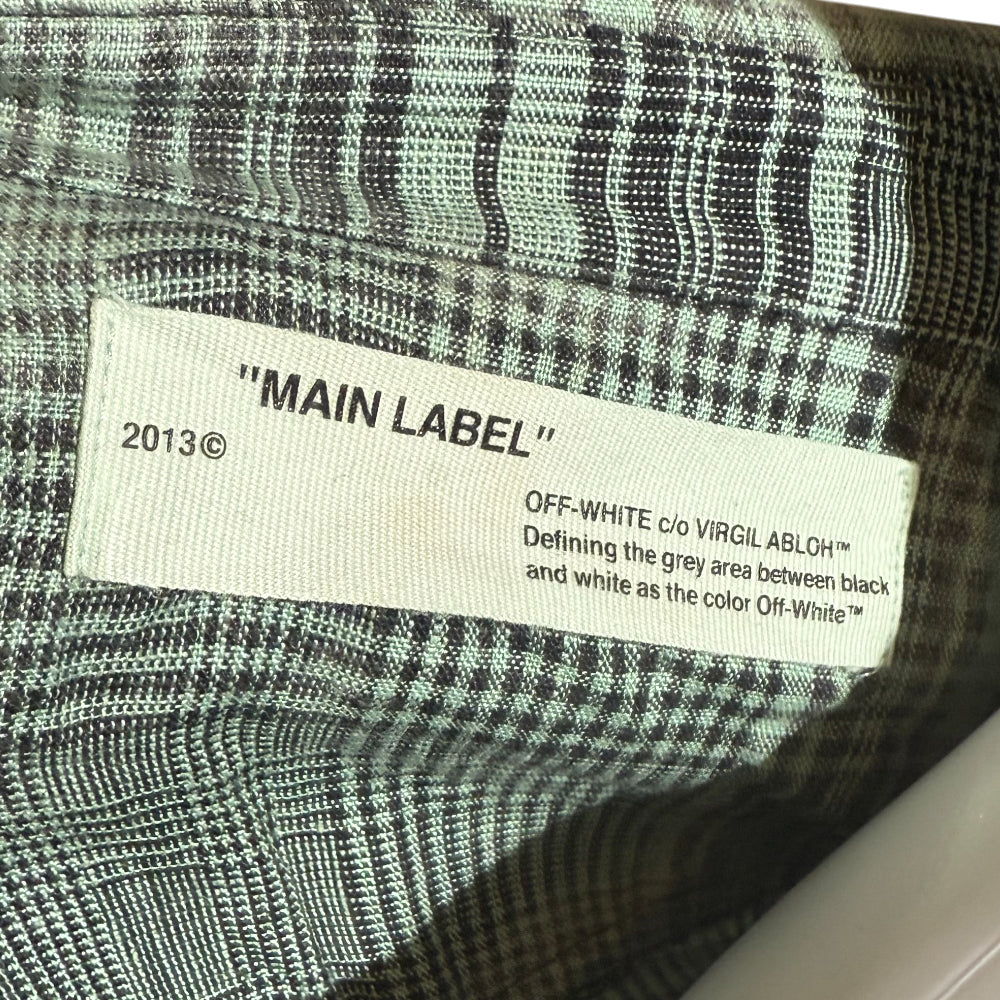 "MAIN LABEL"
2013©
OFF-WHITE c/o VIRGIL ABLOH™
Defining the grey area between black
and white as the color Off-White™